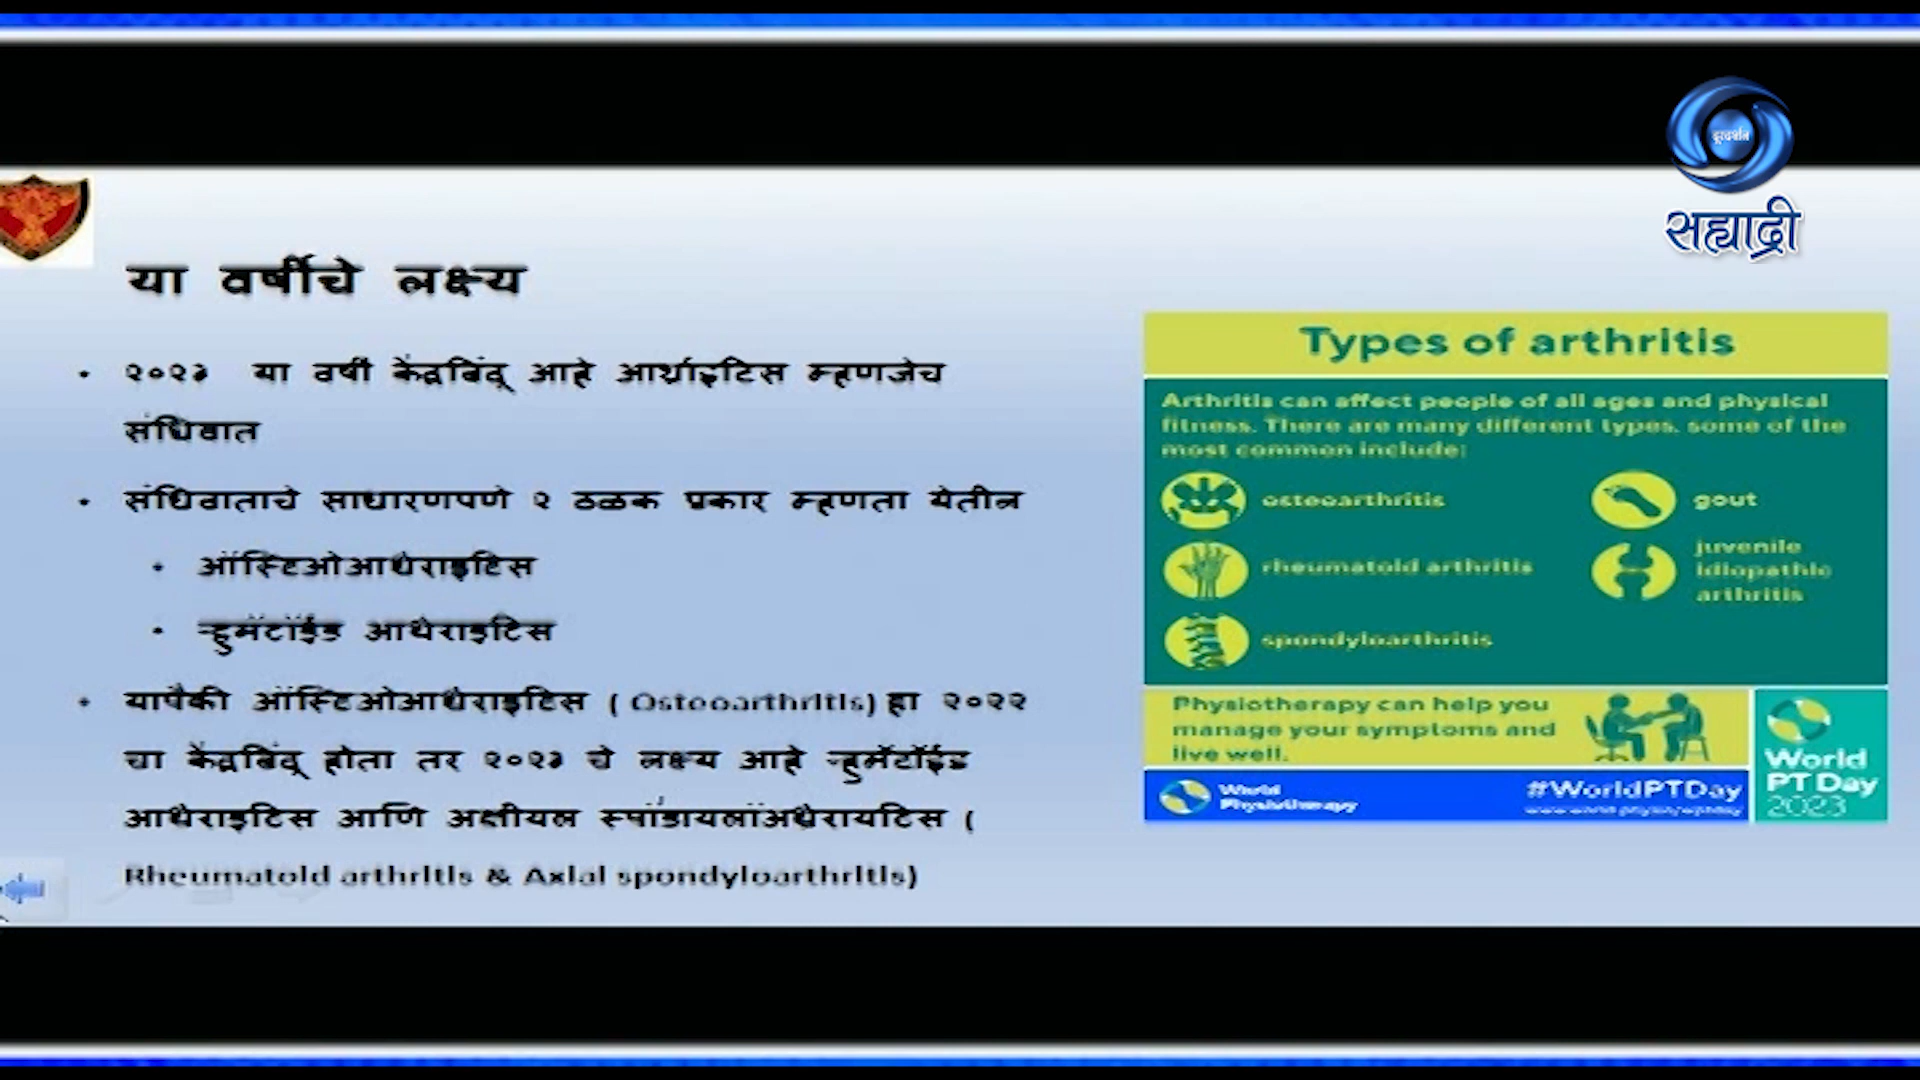 दूरदर्शन
सह्याद्री
या वर्षीचे लक्ष्य
• २०२३ या वर्षी केंद्रबिंदू आहे आर्थ्राइटिस म्हणजेच
संधिवात
• संधिवाताचे साधारणपणे २ ठळक प्रकार म्हणता येतील
• ऑस्टिओआर्थराइटिस
• ऱ्हुमॅटॉईड आर्थराइटिस
• यापैकी ऑस्टिओआर्थराइटिस ( Osteoarthritis) हा २०२२
चा केंद्रबिंदू होता तर २०२३ चे लक्ष्य आहे ऱ्हुमॅटॉईड
आर्थराइटिस आणि अक्षीयल स्पाँडायलॉअर्थरायटिस (
Rheumatoid arthritis & Axial spondyloarthritis)
Types of arthritis
Arthritis can affect people of all ages and physical
fitness. There are many different types. some of the
most common include:
osteoarthritis
gout
rheumatoid arthritis
juvenile
idiopathic
arthritis
spondyloarthritis
Physiotherapy can help you
manage your symptoms and
live well.
World
Physiotherapy
#WorldPTDay
World
PT Day
2023